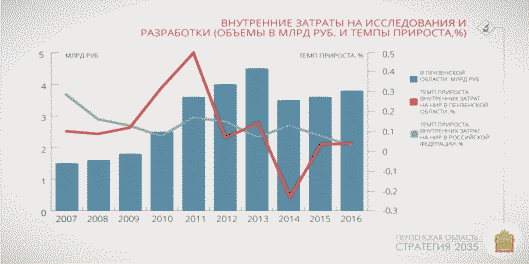 ВНУТРЕННИЕ ЗАТРАТЫ НА ИССЛЕДОВАНИЯ И
РАЗРАБОТКИ (ОБЪЕМЫ В МЛРД РУБ. И ТЕМПЫ ПРИРОСТА,%)
МЛРД РУБ
ТЕМП ПРИРОСТА, %
5
4
3
2
1
0
0,5
0,4
0,3
0,2
0,1
0
-0,1
-0,2
-0,3
2007 2008 2009 2010 2011 2012 2013 2014 2015 2016
В ПЕНЗЕНСКОЙ
ОБЛАСТИ, МЛРД РУБ
ТЕМП ПРИРОСТА
ВНУТРЕННИХ ЗАТРАТ
НА НИР В ПЕНЗЕНСКОЙ
ОБЛАСТИ, %
ТЕМП ПРИРОСТА
ВНУТРЕННИХ ЗАТРАТ
НА НИР В РОССИЙСКОЙ
ФЕДЕРАЦИИ, %
ПЕНЗЕНСКАЯ ОБЛАСТЬ
СТРАТЕГИЯ 2035